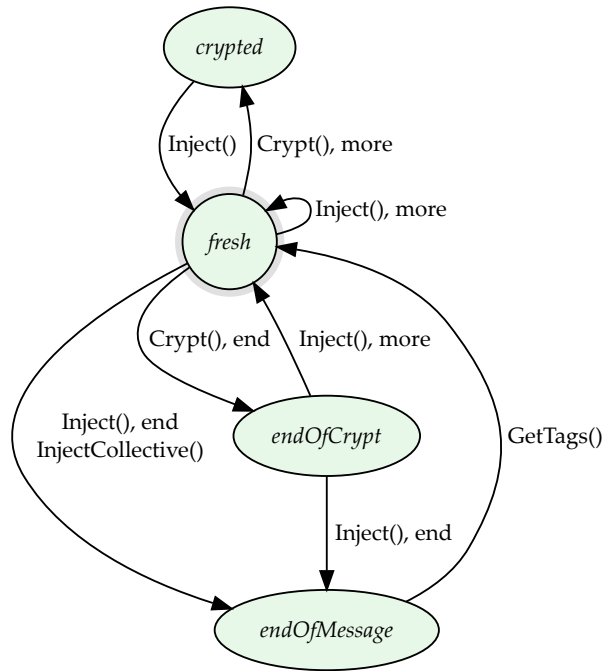 crypted
Inject()
Crypt(), more
Inject(), more
fresh
Crypt(), end
Inject(), more
Inject(), end
InjectCollective()
endOfCrypt
GetTags()
Inject(), end
endOfMessage